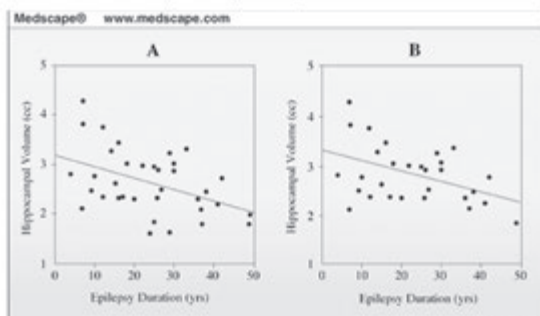 Medscape® www.medscape.com
A
B
5
4
3
2
1
Hippocampal Volume (cc)
0 10 20 30 40 50
Epilepsy Duration (yrs)
5
4
3
2
1
Hippocampal Volume (cc)
0 10 20 30 40 50
Epilepsy Duration (yrs)